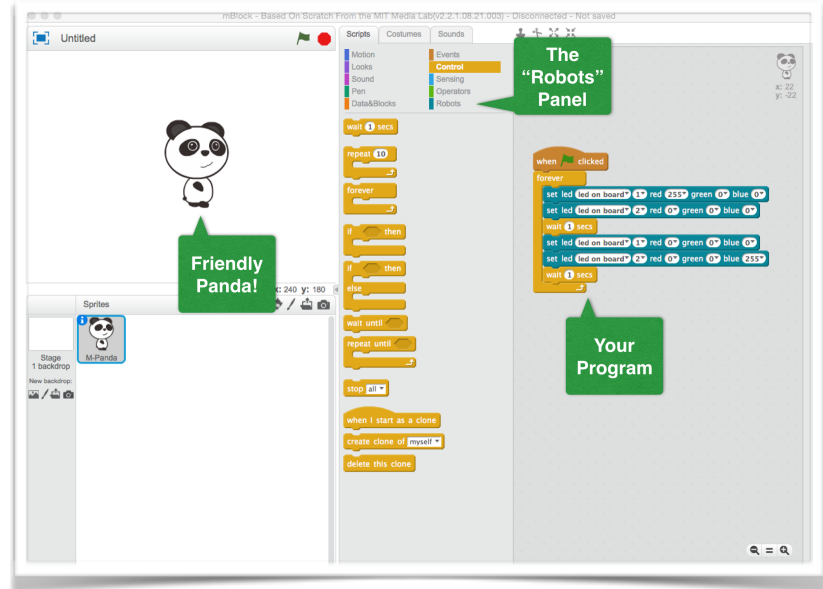 mBlock - Based On Scratch From the MIT Media Lab(v2.2.1.08.21.003) - Disconnected - Not saved
Untitled
Scripts Costumes Sounds
Motion
Looks
Sound
Pen
Data&Blocks
Events
Control
Sensing
Operators
Robots
The
“Robots”
Panel
x: 22
y: -22
wait 1 secs
repeat 10
forever
if then
if then
else
wait until
repeat until
stop all
when I start as a clone
create clone of myself
delete this clone
when clicked
forever
set led led on board 1 red 255 green 0 blue 0
set led led on board 2 red 0 green 0 blue 0
wait 1 secs
set led led on board 1 red 0 green 0 blue 0
set led led on board 2 red 0 green 0 blue 255
wait 1 secs
Friendly
Panda!
Your
Program
: 240 y: 180
Sprites
Stage
1 backdrop
New backdrop:
M-Panda